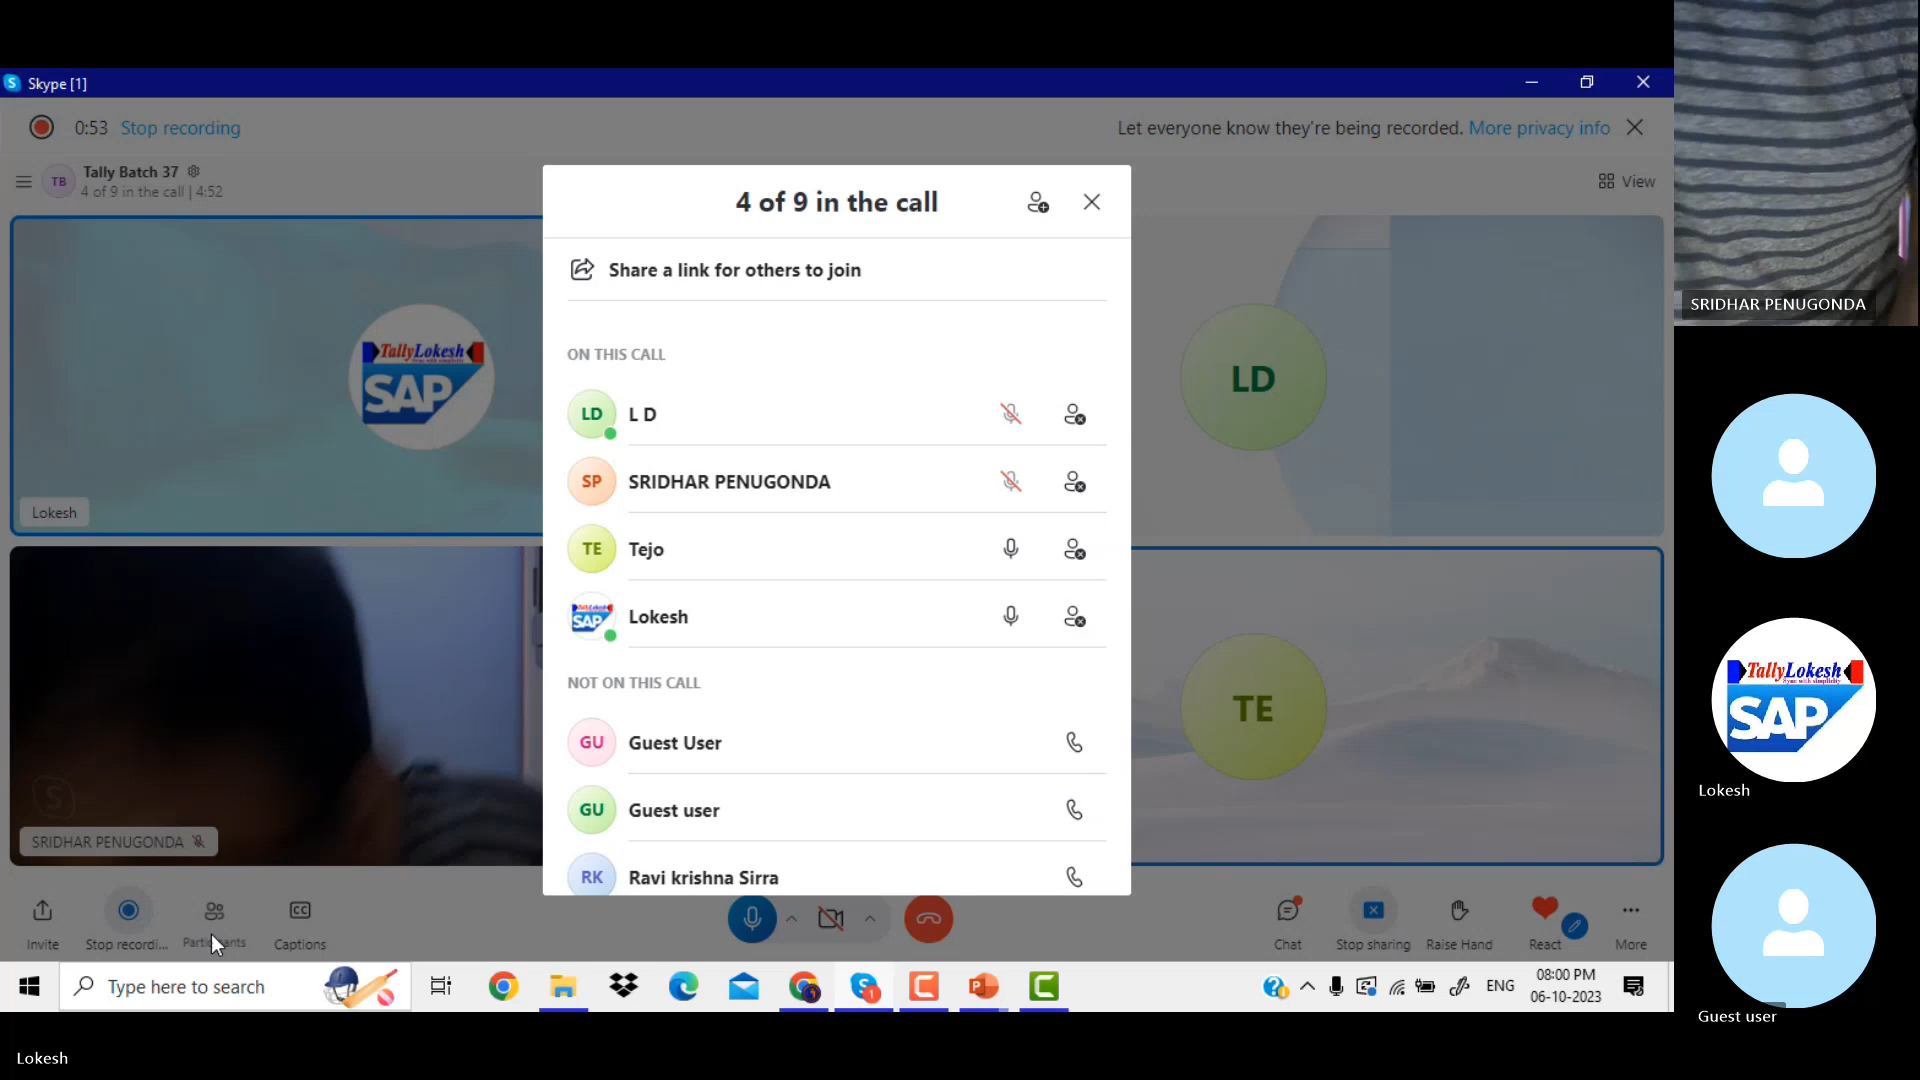 Skype [1]
0:53 Stop recording
Let everyone know they're being recorded. More privacy info
TB
Tally Batch 37
4 of 9 in the call | 4:52
View
4 of 9 in the call
Share a link for others to join
ON THIS CALL
LD L D
SP SRIDHAR PENUGONDA
TE Tejo
SAP Lokesh
NOT ON THIS CALL
GU Guest User
GU Guest user
RK Ravi krishna Sirra
TallyLokesh
SAP
Lokesh
LD
SRIDHAR PENUGONDA
TE
Invite
Stop recordi...
Participants
CC
Captions
Chat
Stop sharing
Raise Hand
React
More
Type here to search
ENG
08:00 PM
06-10-2023
SRIDHAR PENUGONDA
TallyLokesh
Sync with simplicity
SAP
Lokesh
Guest user
Lokesh